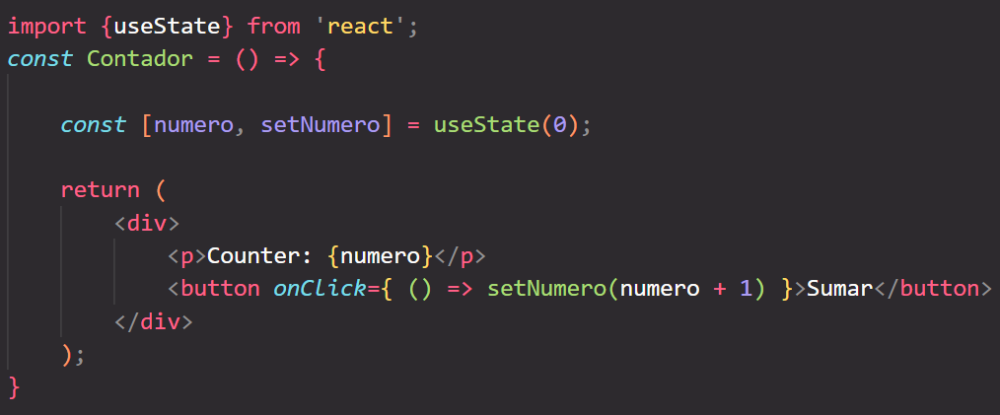 import {useState} from 'react';
const Contador = () => {
const [numero, setNumero] = useState(0);
return (
<div>
<p>Counter: {numero}</p>
<button onClick={ () => setNumero(numero + 1) }>Sumar</button>
</div>
);
}